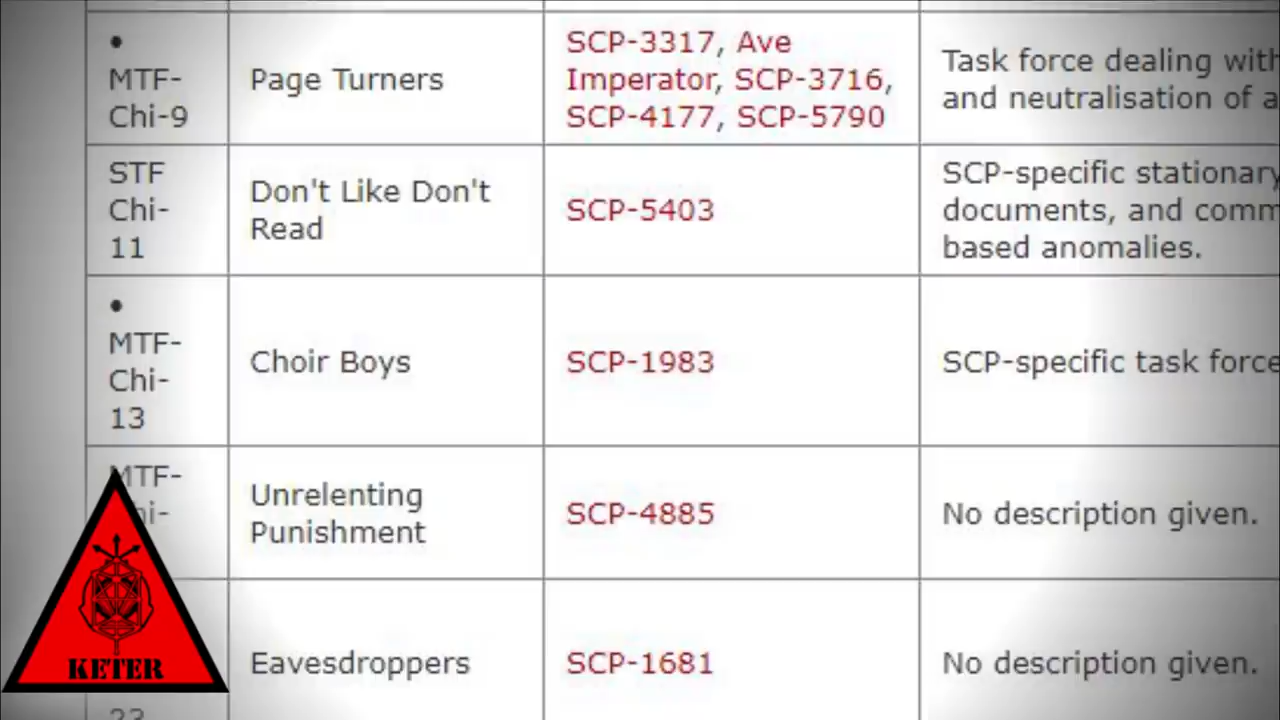 •
MTF-
Chi-9
Page Turners
SCP-3317, Ave
Imperator, SCP-3716,
SCP-4177, SCP-5790
Task force dealing with
and neutralisation of a
STF
Chi-
11
Don't Like Don't
Read
SCP-5403
SCP-specific stationary
documents, and comm
based anomalies.
•
MTF-
Chi-
13
Choir Boys
SCP-1983
SCP-specific task force
MTF-
Chi-
Unrelenting
Punishment
SCP-4885
No description given.
Eavesdroppers
SCP-1681
No description given.
KETER